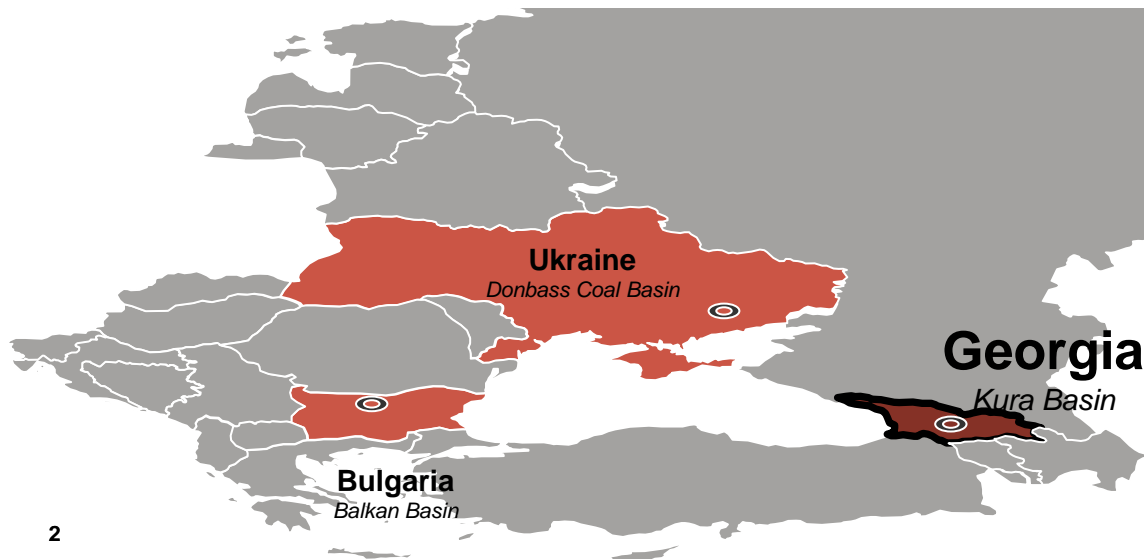 Ukraine
Donbass Coal Basin
Georgia
Kura Basin
Bulgaria
Balkan Basin
2